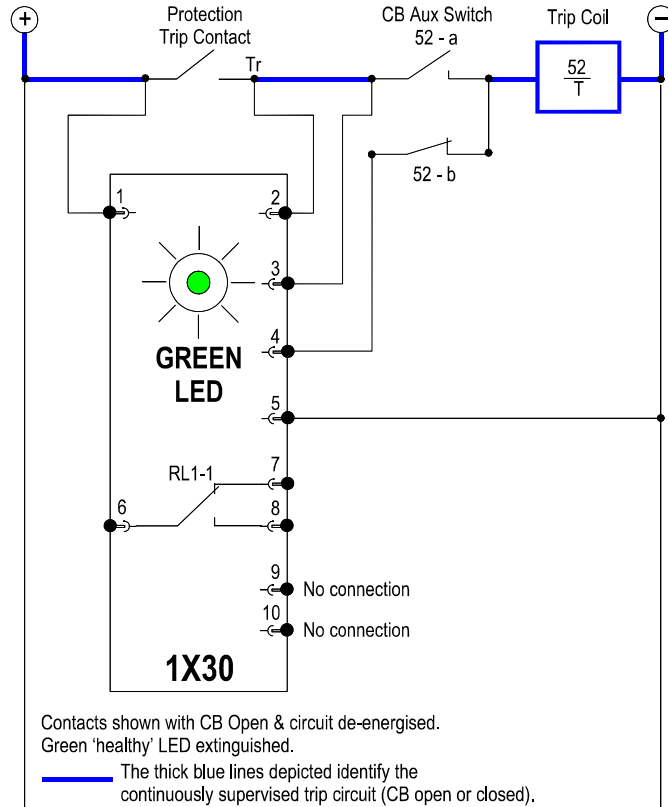 +
Protection
Trip Contact
CB Aux Switch
52 - a
Trip Coil
−
Tr
52
T
52 - b
1
2
3
GREEN
LED
4
5
RL1-1
7
6
8
9
No connection
10
No connection
1X30
Contacts shown with CB Open & circuit de-energised.
Green ‘healthy’ LED extinguished.
The thick blue lines depicted identify the
continuously supervised trip circuit (CB open or closed).